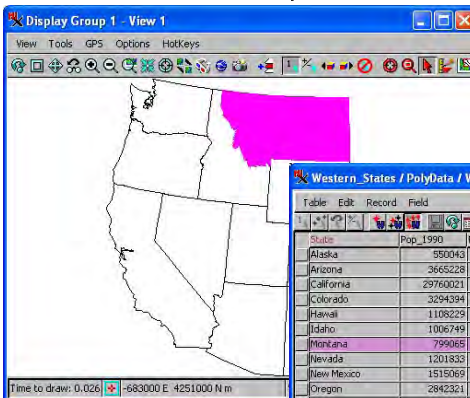 Display Group 1 - View 1
View Tools GPS Options HotKeys
Western_States / PolyData /
Table Edit Record Field
State Pop_1990
Alaska 550043
Arizona 3665228
California 29760021
Colorado 3294394
Hawaii 1108229
Idaho 1006749
Montana 799065
Nevada 1201833
New Mexico 1515069
Oregon 2842321
Time to draw: 0.026 -683000 E 4251000 N m